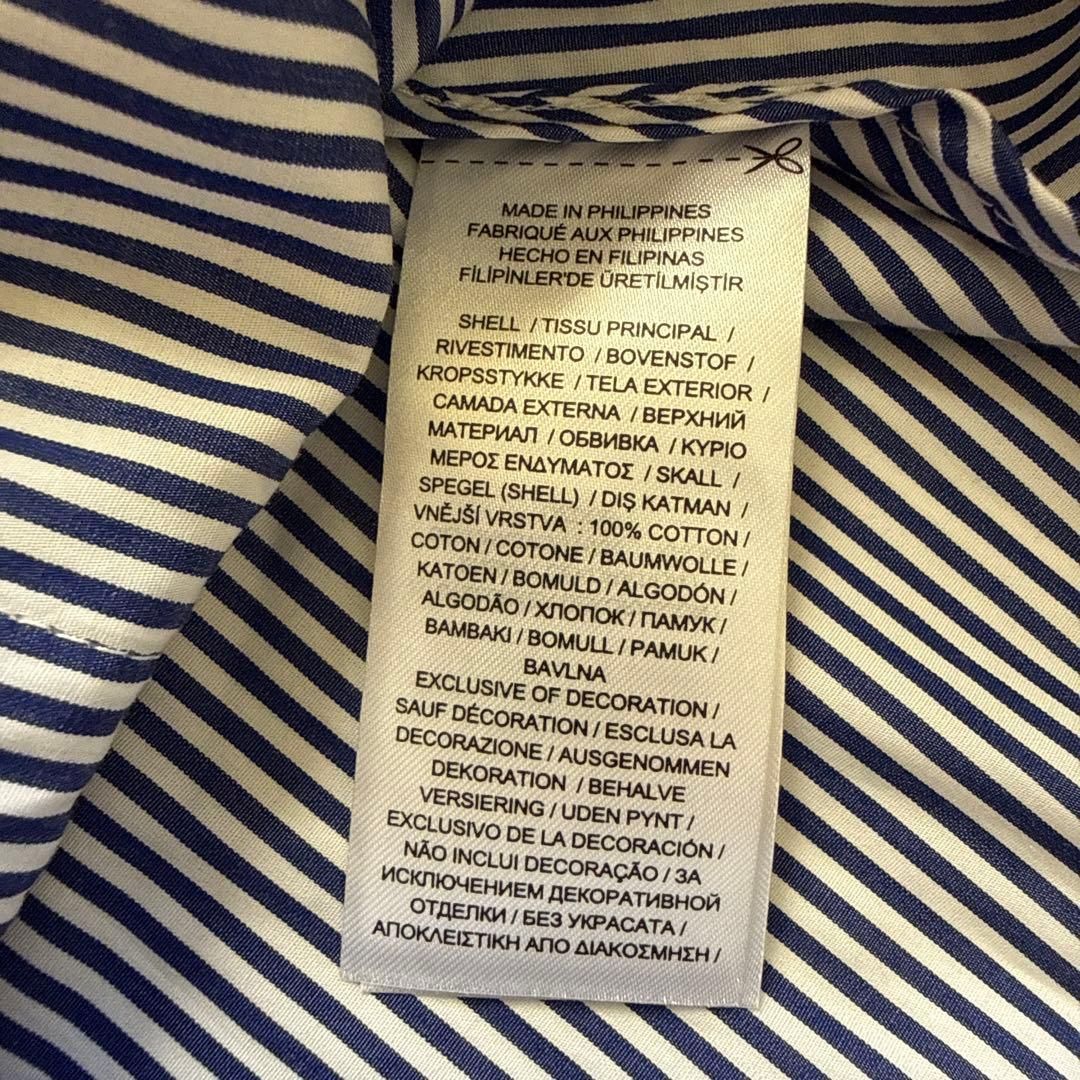 MADE IN PHILIPPINES
FABRIQUÉ AUX PHILIPPINES
HECHO EN FILIPINAS
FİLİPİNLER'DE ÜRETİLMİŞTİR
SHELL / TISSU PRINCIPAL /
RIVESTIMENTO / BOVENSTOF /
KROPSSTYKKE / TELA EXTERIOR /
CAMADA EXTERNA / ВЕРХНИЙ
МАТЕРИАЛ / ОБВИВКА / ΚΥΡΙΟ
ΜΕΡΟΣ ΕΝΔΥΜΑΤΟΣ / SKALL /
SPEGEL (SHELL) / DIŞ KATMAN /
VNĚJŠÍ VRSTVA : 100% COTTON /
COTON / COTONE / BAUMWOLLE /
KATOEN / BOMULD / ALGODÓN /
ALGODÃO / ХЛОПОК / ПАМУК /
ΒΑΜΒΑΚΙ / BOMULL / PAMUK /
BAVLNA
EXCLUSIVE OF DECORATION /
SAUF DÉCORATION / ESCLUSA LA
DECORAZIONE / AUSGENOMMEN
DEKORATION / BEHALVE
VERSIERING / UDEN PYNT /
EXCLUSIVO DE LA DECORACIÓN /
NÃO INCLUI DECORAÇÃO / ЗА
ИСКЛЮЧЕНИЕМ ДЕКОРАТИВНОЙ
ОТДЕЛКИ / БЕЗ УКРАСАТА /
ΑΠΟΚΛΕΙΣΤΙΚΗ ΑΠΟ ΔΙΑΚΟΣΜΗΣΗ /